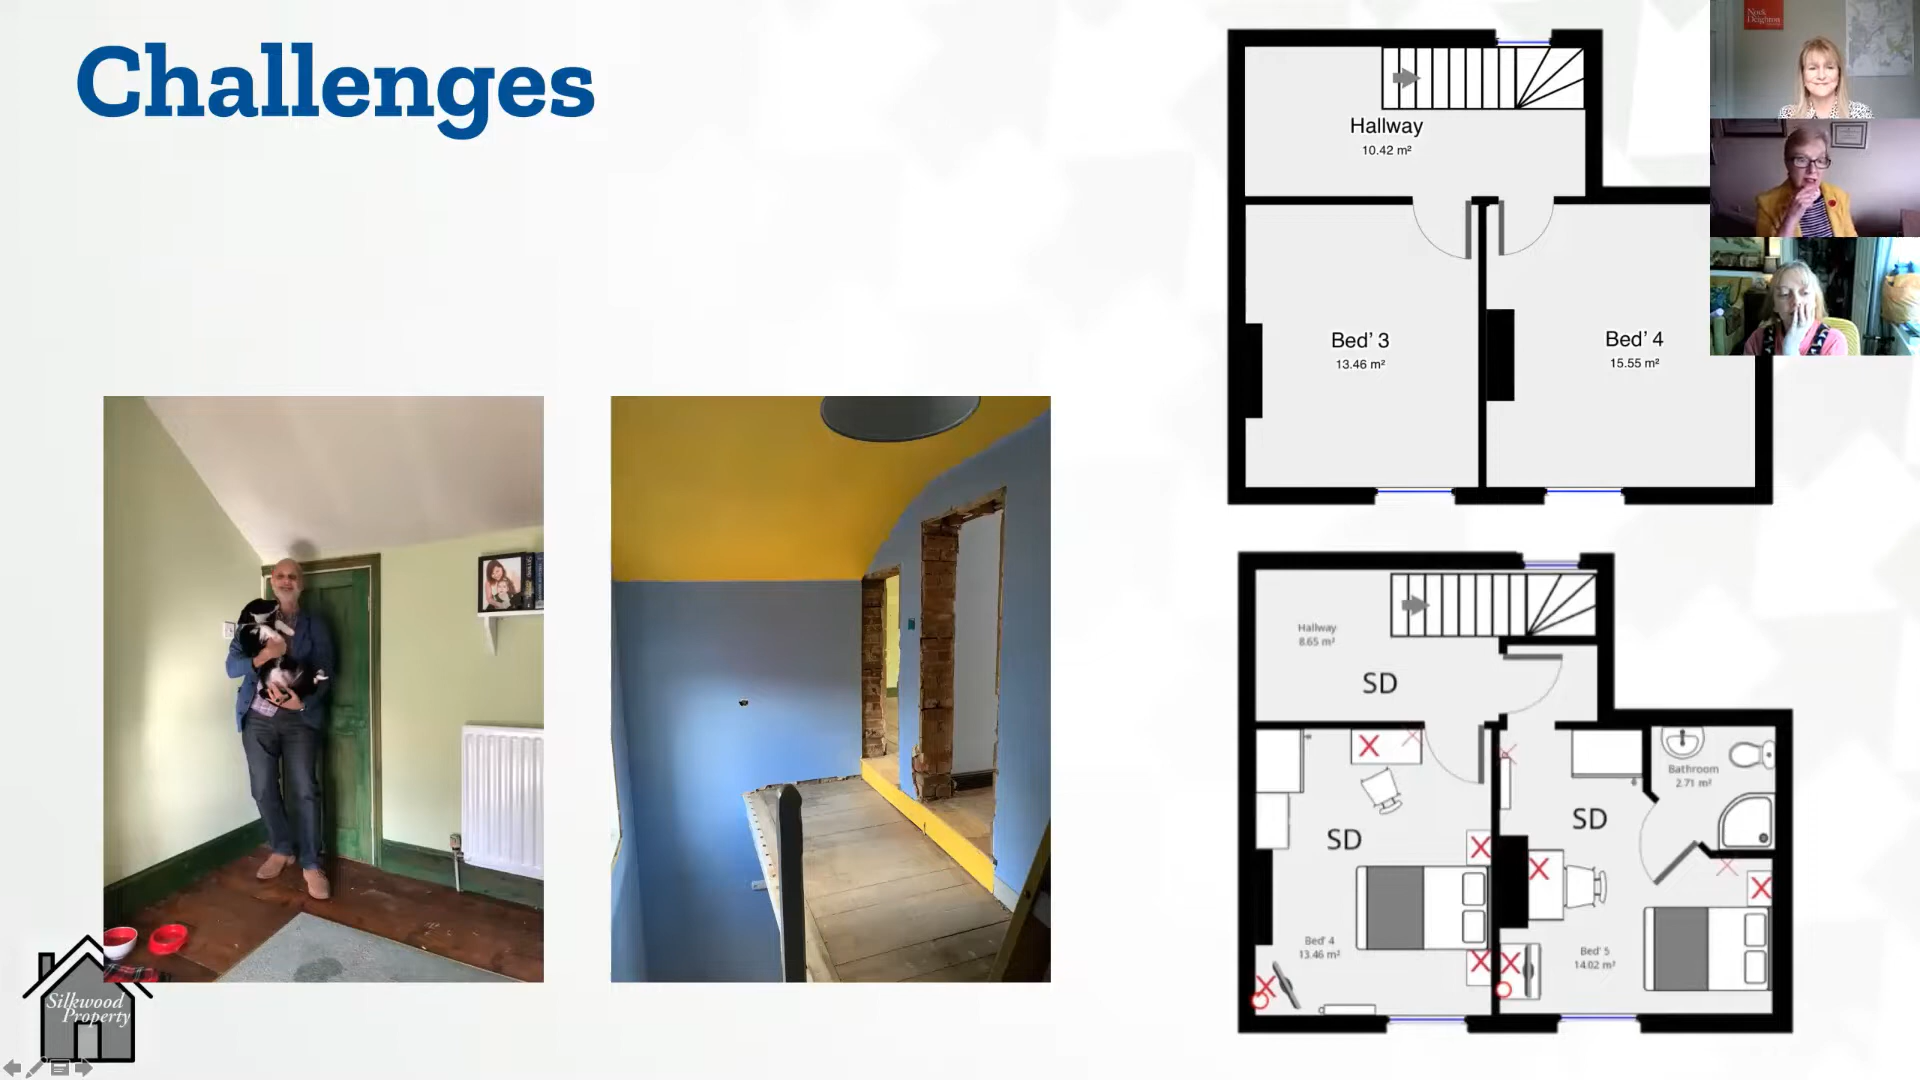 Challenges
Hallway
10.42 m²
Bed' 3
13.46 m²
Bed' 4
15.55 m²
Hallway
8.65 m²
SD
Bathroom
2.71 m²
SD
SD
Bed' 4
13.46 m²
Bed' 5
14.02 m²
Silkwood
Property
Nock
Deighton